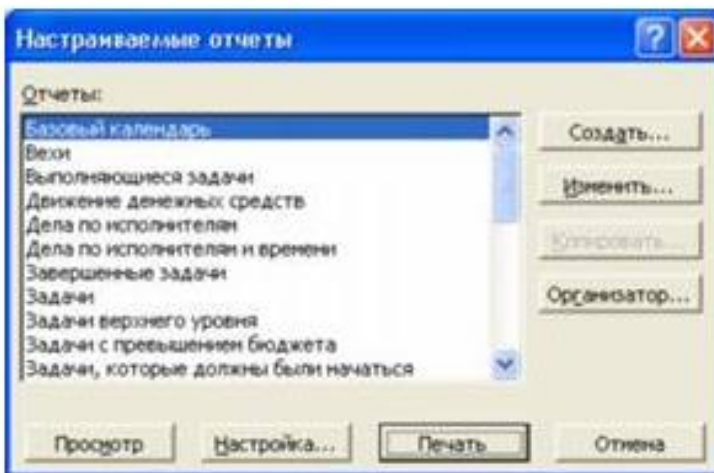 Настраиваемые отчеты
Отчеты:
Базовый календарь
Вехи
Выполняющиеся задачи
Движение денежных средств
Дела по исполнителям
Дела по исполнителям и времени
Завершенные задачи
Задачи
Задачи верхнего уровня
Задачи с превышением бюджета
Задачи, которые должны были начаться
Создать...
Изменить...
Копировать...
Организатор...
Просмотр
Настройка...
Печать
Отмена